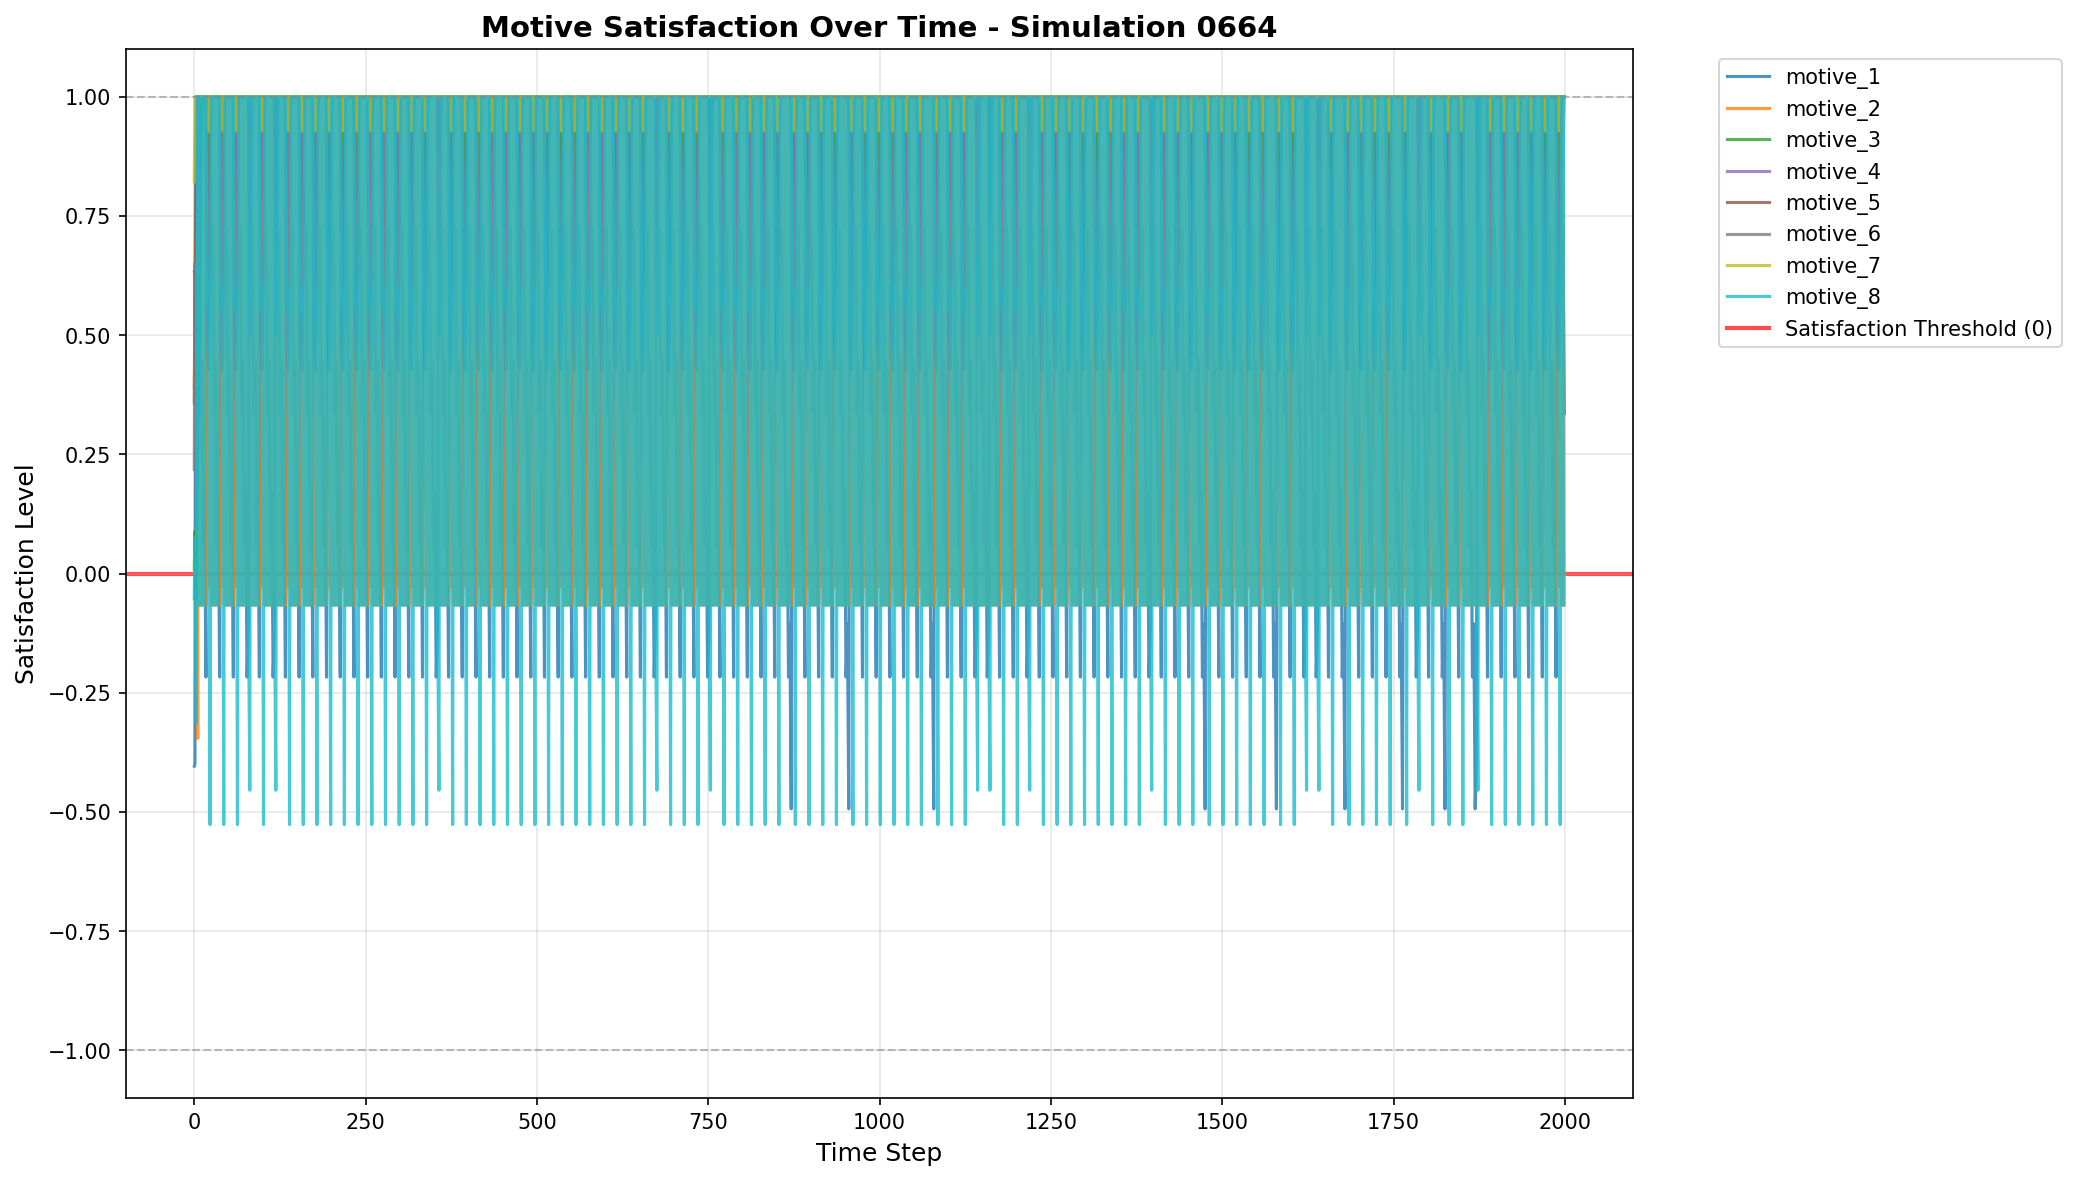 Motive Satisfaction Over Time - Simulation 0664
1.00
0.75
0.50
0.25
0.00
−0.25
−0.50
−0.75
−1.00
Satisfaction Level
0 250 500 750 1000 1250 1500 1750 2000
Time Step
motive_1
motive_2
motive_3
motive_4
motive_5
motive_6
motive_7
motive_8
Satisfaction Threshold (0)